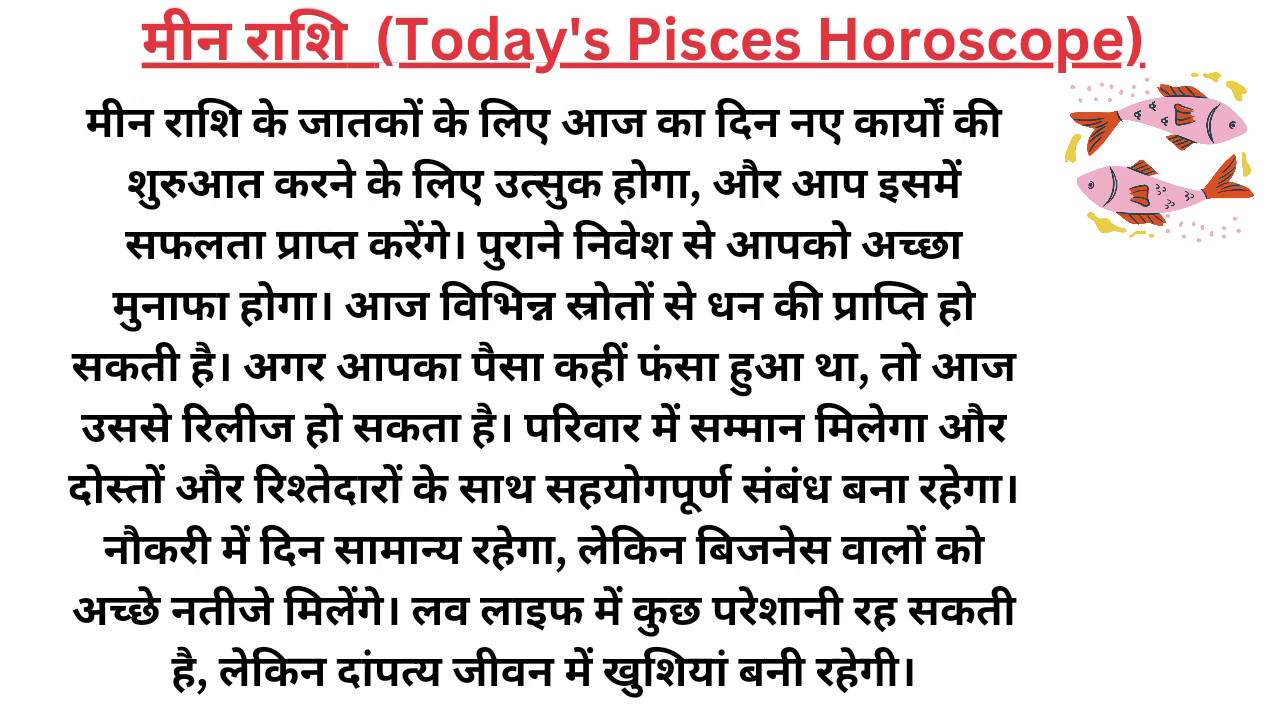 मीन राशि (Today's Pisces Horoscope)
मीन राशि के जातकों के लिए आज का दिन नए कार्यों की
शुरुआत करने के लिए उत्सुक होगा, और आप इसमें
सफलता प्राप्त करेंगे। पुराने निवेश से आपको अच्छा
मुनाफा होगा। आज विभिन्न स्रोतों से धन की प्राप्ति हो
सकती है। अगर आपका पैसा कहीं फंसा हुआ था, तो आज
उससे रिलीज हो सकता है। परिवार में सम्मान मिलेगा और
दोस्तों और रिश्तेदारों के साथ सहयोगपूर्ण संबंध बना रहेगा।
नौकरी में दिन सामान्य रहेगा, लेकिन बिजनेस वालों को
अच्छे नतीजे मिलेंगे। लव लाइफ में कुछ परेशानी रह सकती
है, लेकिन दांपत्य जीवन में खुशियां बनी रहेगी।